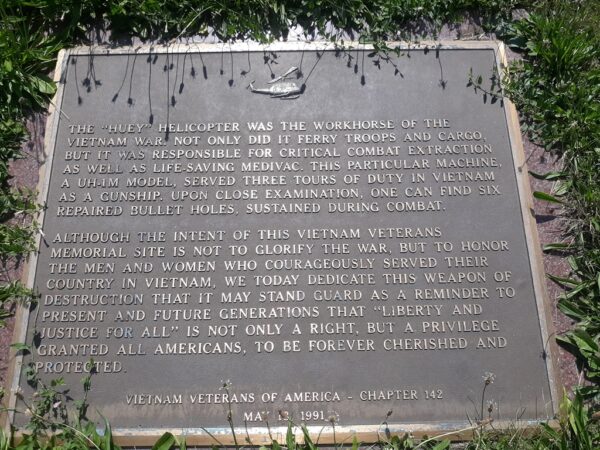 THE "HUEY" HELICOPTER WAS THE WORKHORSE OF THE
VIETNAM WAR. NOT ONLY DID IT FERRY TROOPS AND CARGO,
BUT IT WAS RESPONSIBLE FOR CRITICAL COMBAT EXTRACTION
AS WELL AS LIFE-SAVING MEDIVAC. THIS PARTICULAR MACHINE,
A UH-1M MODEL, SERVED THREE TOURS OF DUTY IN VIETNAM
AS A GUNSHIP. UPON CLOSE EXAMINATION, ONE CAN FIND SIX
REPAIRED BULLET HOLES, SUSTAINED DURING COMBAT.
ALTHOUGH THE INTENT OF THIS VIETNAM VETERANS
MEMORIAL SITE IS NOT TO GLORIFY THE WAR, BUT TO HONOR
THE MEN AND WOMEN WHO COURAGEOUSLY SERVED THEIR
COUNTRY IN VIETNAM, WE TODAY DEDICATE THIS WEAPON OF
DESTRUCTION THAT IT MAY STAND GUARD AS A REMINDER TO
PRESENT AND FUTURE GENERATIONS THAT "LIBERTY AND
JUSTICE FOR ALL" IS NOT ONLY A RIGHT, BUT A PRIVILEGE
GRANTED ALL AMERICANS, TO BE FOREVER CHERISHED AND
PROTECTED.
VIETNAM VETERANS OF AMERICA - CHAPTER 142
MAY 1991